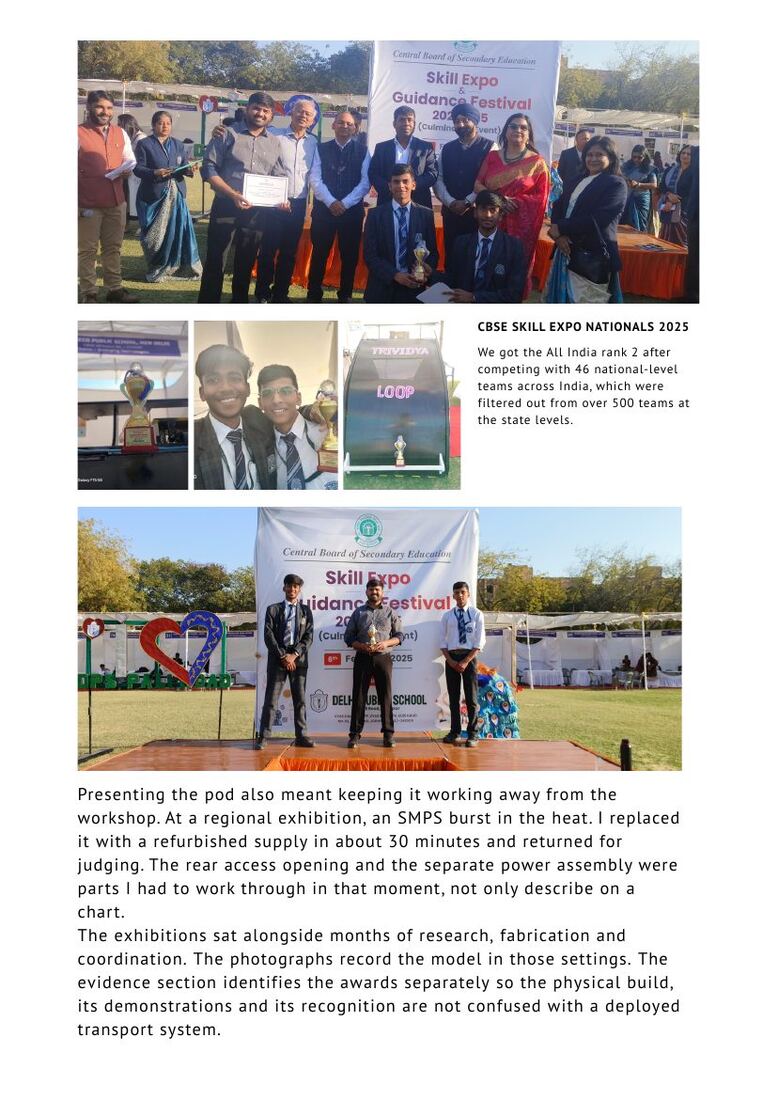 Central Board of Secondary Education
Skill Expo
&
Guidance Festival
CBSE SKILL EXPO NATIONALS 2025
We got the All India rank 2 after
competing with 46 national-level
teams across India, which were
filtered out from over 500 teams at
the state levels.
TRIVIDYA
LOOP
Central Board of Secondary Education
Skill Expo
2025
DPS
SCHOOL
Presenting the pod also meant keeping it working away from the
workshop. At a regional exhibition, an SMPS burst in the heat. I replaced
it with a refurbished supply in about 30 minutes and returned for
judging. The rear access opening and the separate power assembly were
parts I had to work through in that moment, not only describe on a
chart.
The exhibitions sat alongside months of research, fabrication and
coordination. The photographs record the model in those settings. The
evidence section identifies the awards separately so the physical build,
its demonstrations and its recognition are not confused with a deployed
transport system.